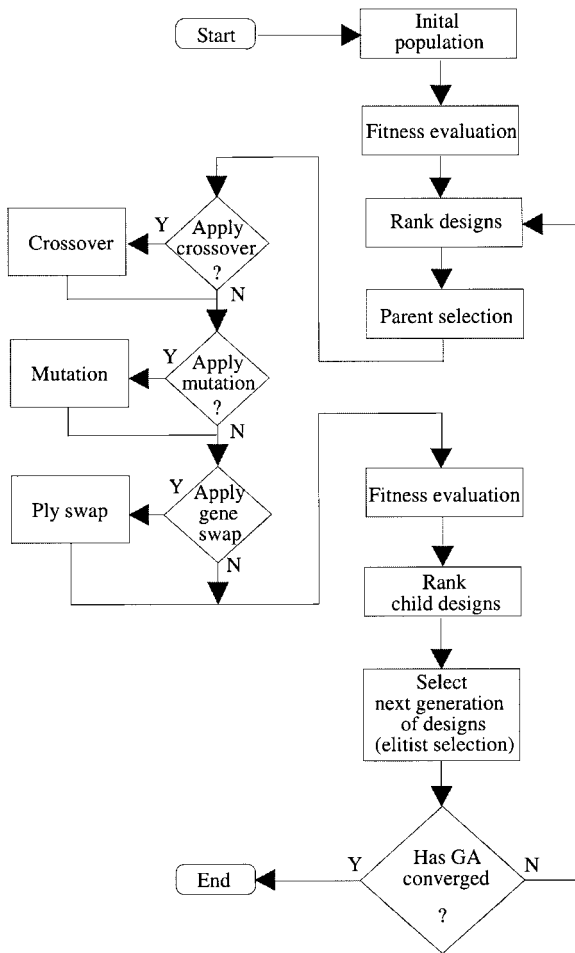 Start
Inital
population
Fitness evaluation
Rank designs
Parent selection
Apply
crossover
?
Y
N
Crossover
Apply
mutation
?
Y
N
Mutation
Apply
gene
swap
Y
N
Ply swap
Fitness evaluation
Rank
child designs
Select
next generation
of designs
(elitist selection)
Has GA
converged
?
Y
N
End